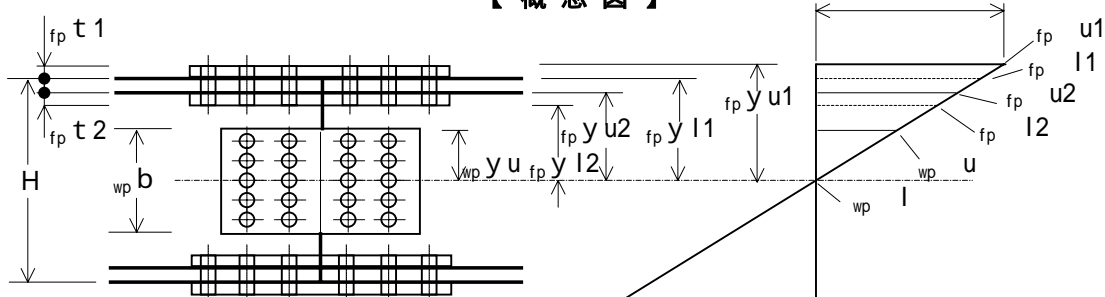 【 概 念 図 】
fp t 1
fp t 2
H
wp b
wp y u
fp y l2
fp y u2
fp y l1
fp y u1
fp u1
fp l1
fp u2
fp l2
wp u
wp l